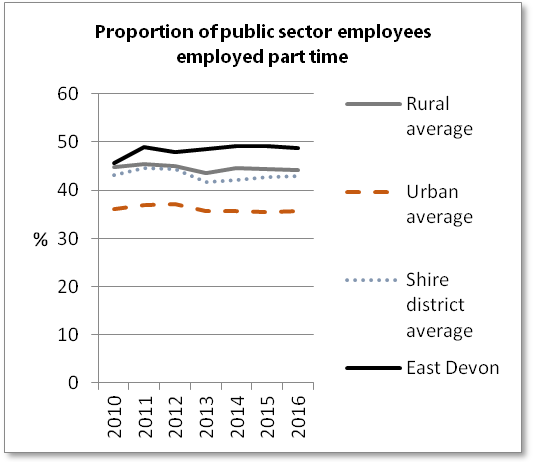 Proportion of public sector employees
employed part time
60
50
40
30
20
10
0
%
2010
2011
2012
2013
2014
2015
2016
Rural
average
Urban
average
Shire
district
average
East Devon